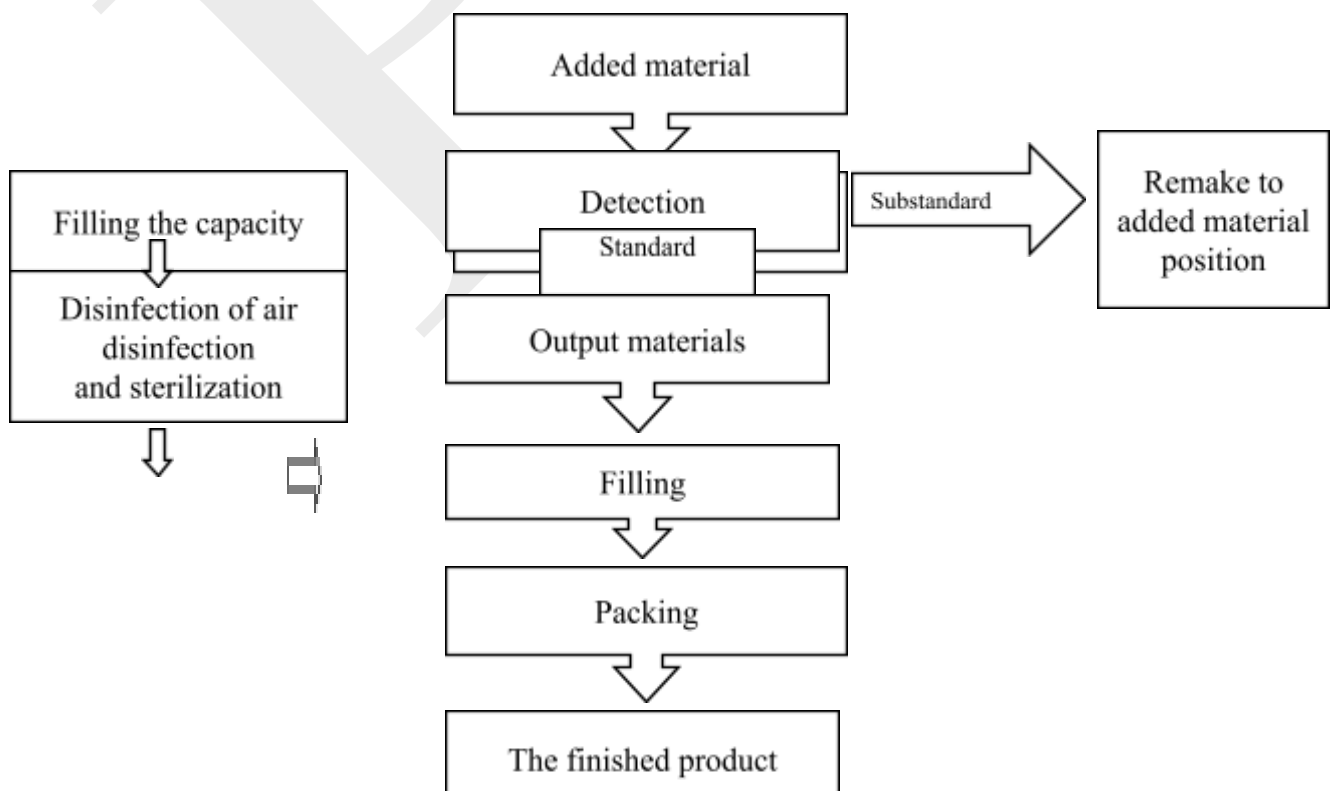 Added material
Detection
Substandard
Remake to
added material
position
Standard
Filling the capacity
Disinfection of air
disinfection
and sterilization
Output materials
Filling
Packing
The finished product